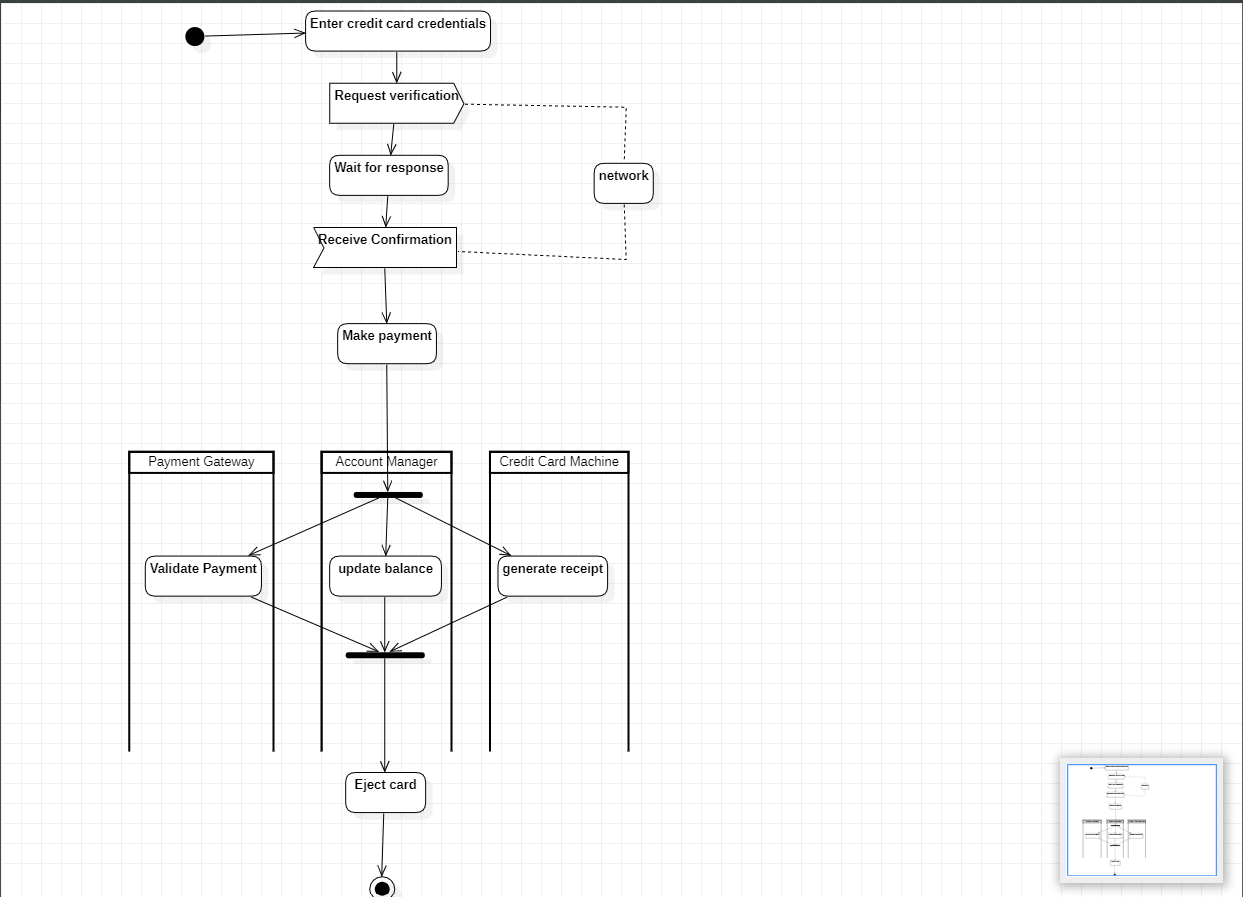 Enter credit card credentials
Request verification
Wait for response
network
Receive Confirmation
Make payment
Payment Gateway
Account Manager
Credit Card Machine
Validate Payment
update balance
generate receipt
Eject card